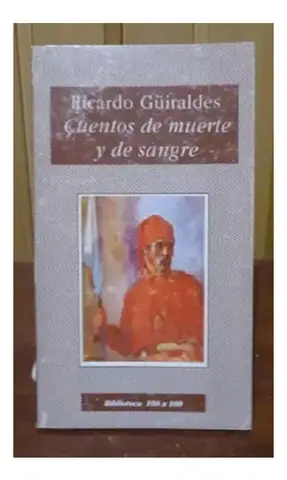 Ricardo Güiraldes
Cuentos de muerte
y de sangre
Biblioteca 100 x 100